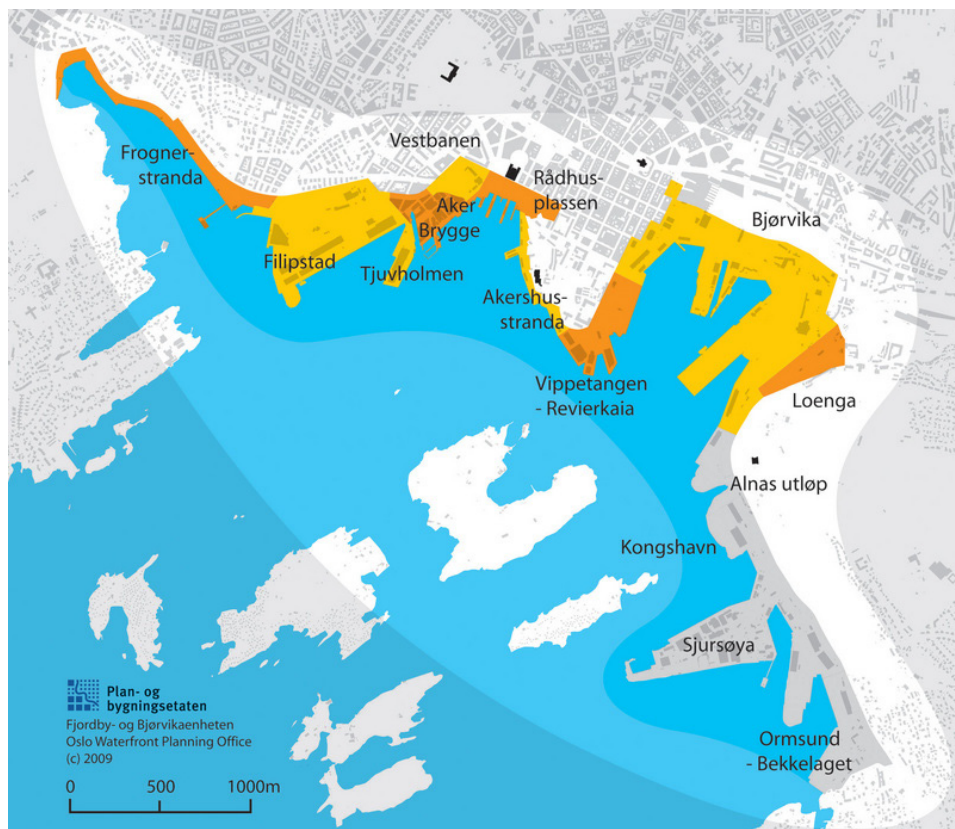 Vestbanen
Frogner-
stranda
Rådhus-
plassen
Aker
Brygge
Bjørvika
Filipstad
Tjuvholmen
Akershus-
stranda
Vippetangen
- Revierkaia
Loenga
Alnas utløp
Kongshavn
Sjursøya
Ormsund
- Bekkelaget
Plan- og
bygningsetaten
Fjordby- og Bjørvikaenheten
Oslo Waterfront Planning Office
(c) 2009
0 500 1000m